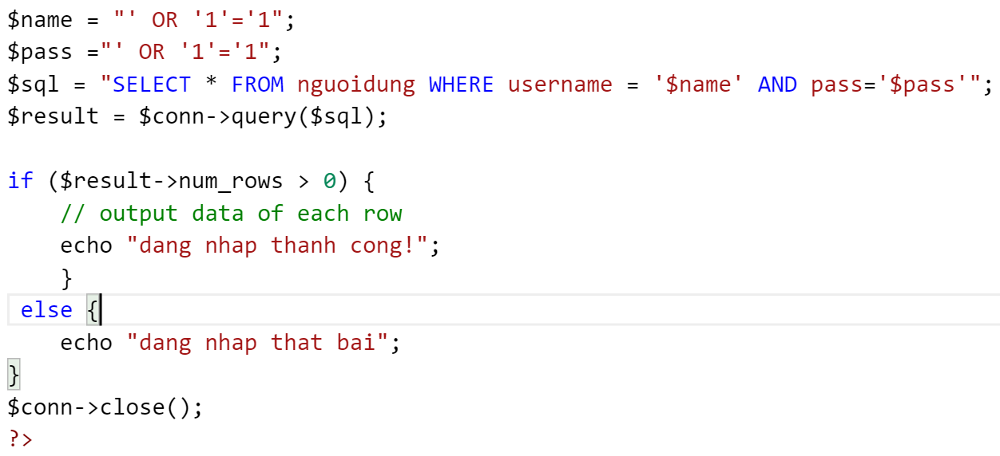 $name = "' OR '1'='1";
$pass ="' OR '1'='1";
$sql = "SELECT * FROM nguoidung WHERE username = '$name' AND pass='$pass'";
$result = $conn->query($sql);

if ($result->num_rows > 0) {
    // output data of each row
    echo "dang nhap thanh cong!";
    }
 else {
    echo "dang nhap that bai";
}
$conn->close();
?>